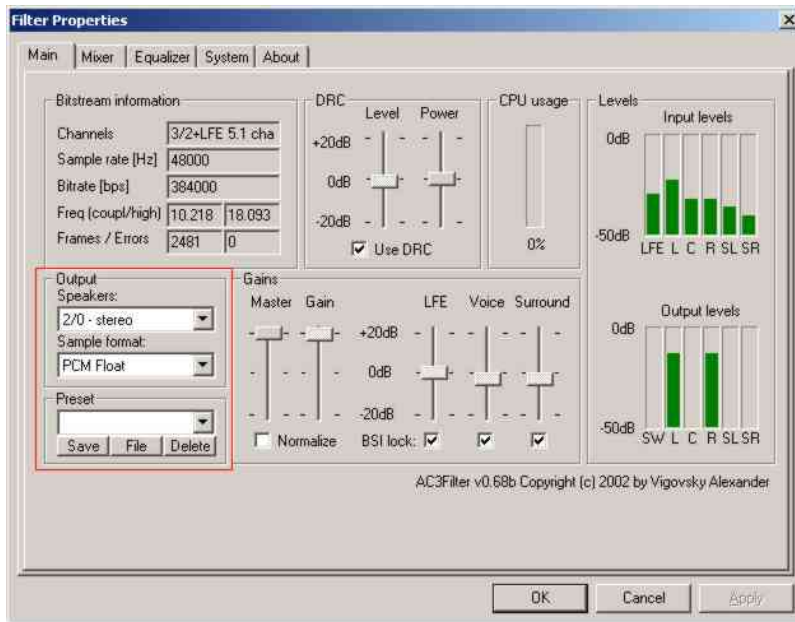 Filter Properties
Main Mixer Equalizer System About
Bitstream information
Channels 3/2+LFE 5.1 cha
Sample rate [Hz] 48000
Bitrate [bps] 384000
Freq (coupl/high) 10.218 18.093
Frames / Errors 2481 0
DRC
Level Power
+20dB
0dB
-20dB
Use DRC
CPU usage
0%
Levels
Input levels
0dB
-50dB
LFE L C R SL SR
Output
Speakers:
2/0 - stereo
Sample format:
PCM Float
Preset
Save File Delete
Gains
Master Gain LFE Voice Surround
+20dB
0dB
-20dB
Normalize BSI lock:
Output levels
0dB
-50dB
SW L C R SL SR
AC3Filter v0.68b Copyright (c) 2002 by Vigovsky Alexander
OK Cancel Apply